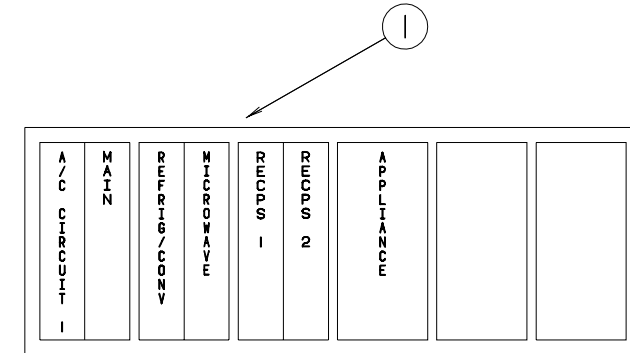 1
A/C CIRCUIT 1
MAIN
REFRIG/CONV
MICROWAVE
RECPS 1
RECPS 2
APPLIANCE